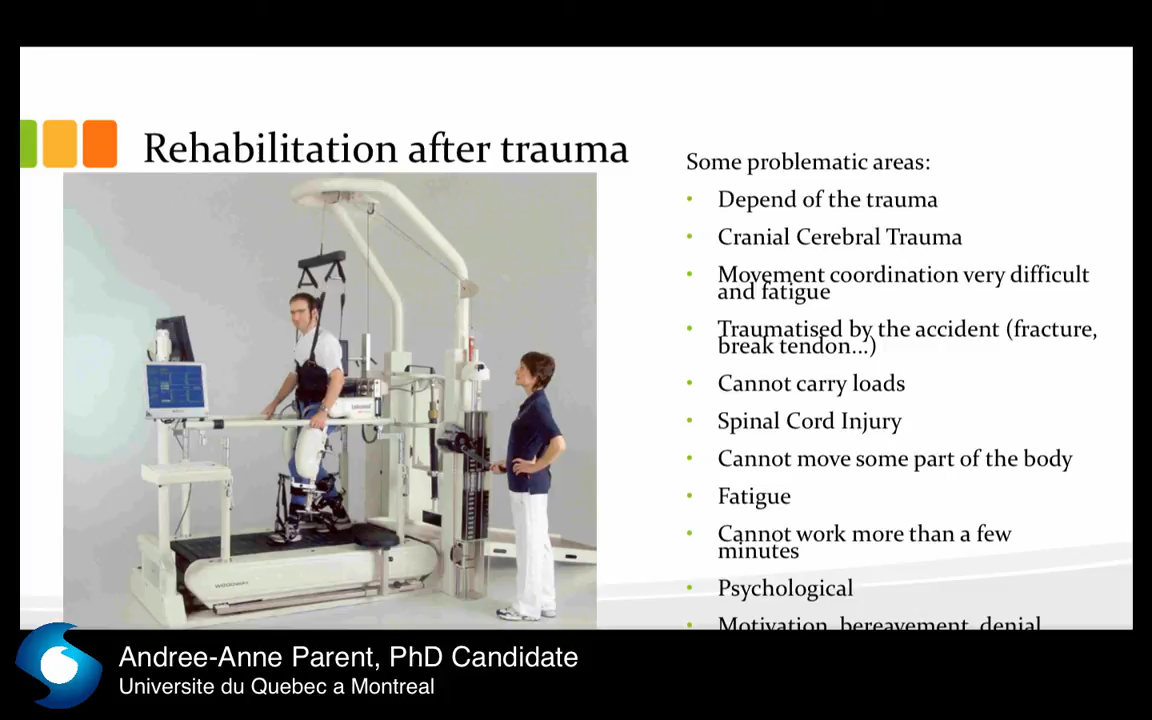 Rehabilitation after trauma
Some problematic areas:
• Depend of the trauma
• Cranial Cerebral Trauma
• Movement coordination very difficult
and fatigue
• Traumatised by the accident (fracture,
break tendon...)
• Cannot carry loads
• Spinal Cord Injury
• Cannot move some part of the body
• Fatigue
• Cannot work more than a few
minutes
• Psychological
• Motivation, bereavement, denial
WOODWAY
Andree-Anne Parent, PhD Candidate
Universite du Quebec a Montreal